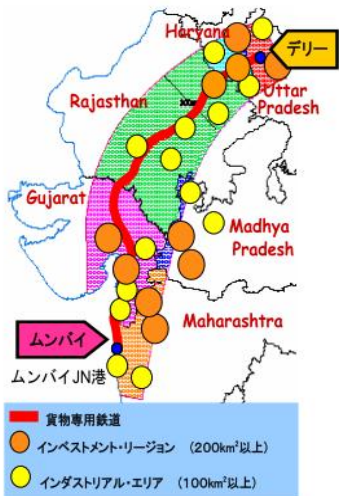 Haryana
デリー
Rajasthan
Uttar
Pradesh
Gujarat
Madhya
Pradesh
Maharashtra
ムンバイ
ムンバイJN港
貨物専用鉄道
インベストメント・リージョン （200km²以上）
インダストリアル・エリア （100km²以上）